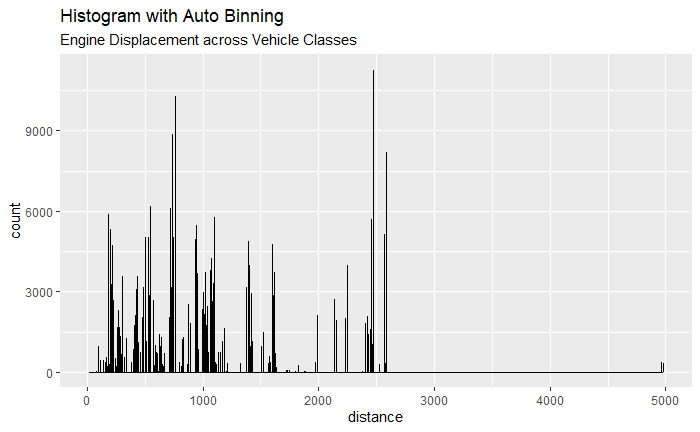 Histogram with Auto Binning
Engine Displacement across Vehicle Classes
9000
6000
3000
0
count
0 1000 2000 3000 4000 5000
distance